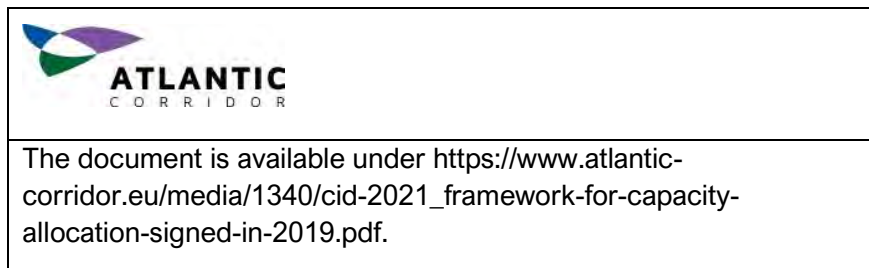 ATLANTIC
CORRIDOR
The document is available under https://www.atlantic-
corridor.eu/media/1340/cid-2021_framework-for-capacity-
allocation-signed-in-2019.pdf.